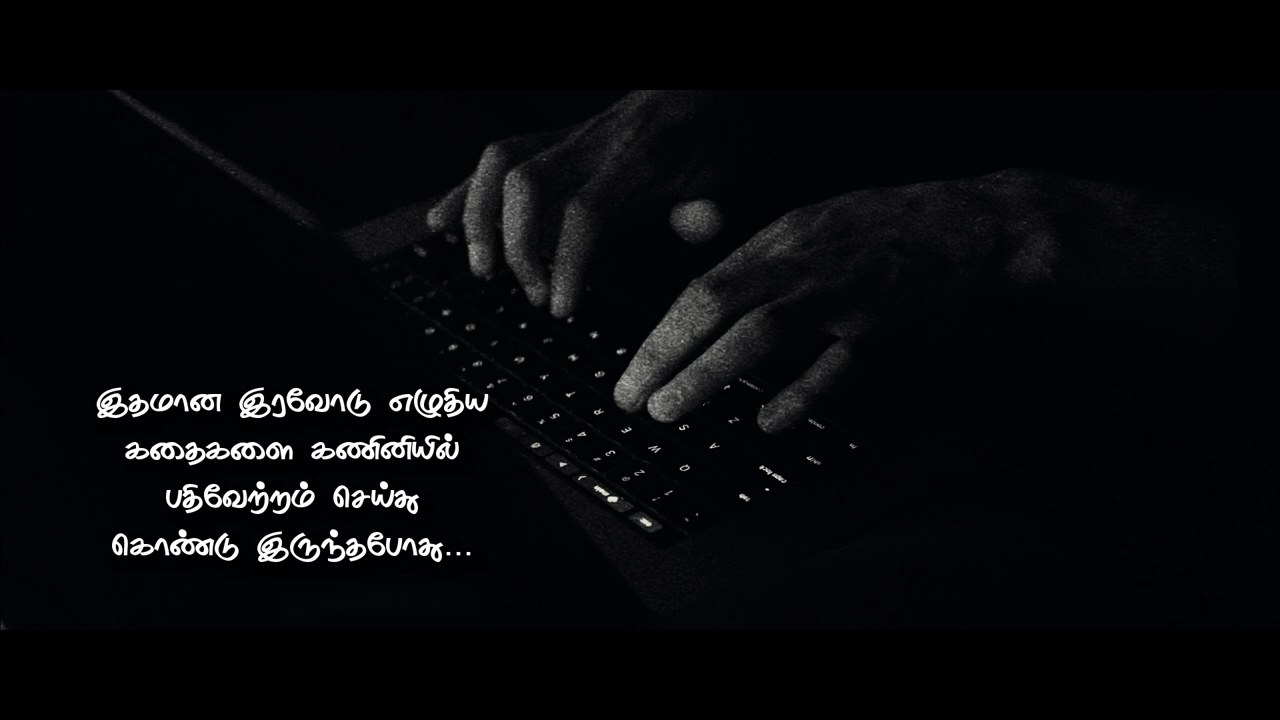 இதமான இரவோடு எழுதிய
கதைகளை கணினியில்
பதிவேற்றம் செய்து
கொண்டு இருந்தபோது...